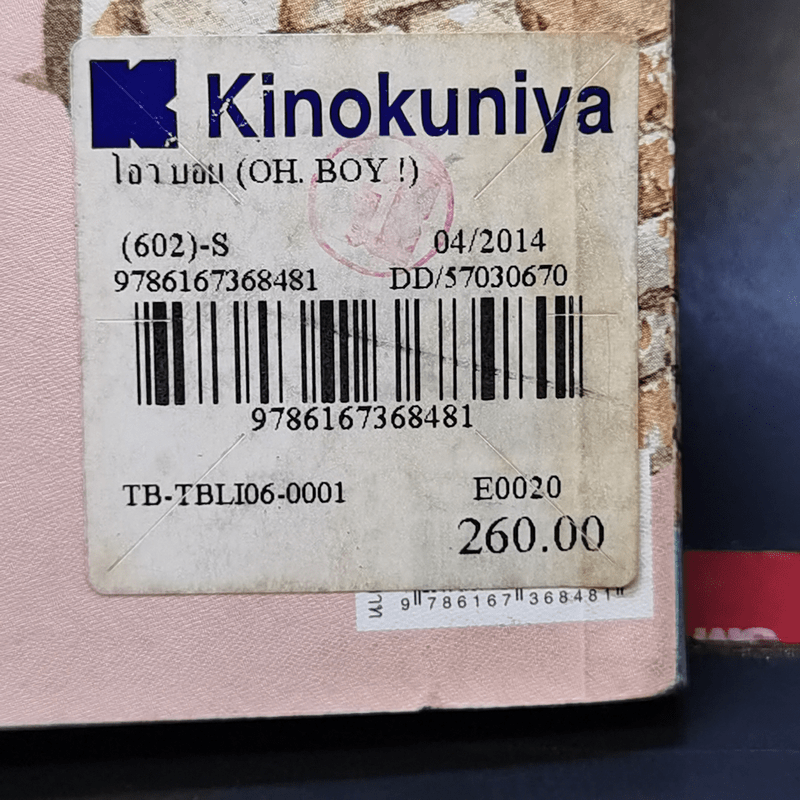 Kinokuniya
โอว บอย (OH. BOY !)
(602)-S 04/2014
9786167368481 DD/57030670
9786167368481
TB-TBLI06-0001 E0020
260.00
9 786167 368481